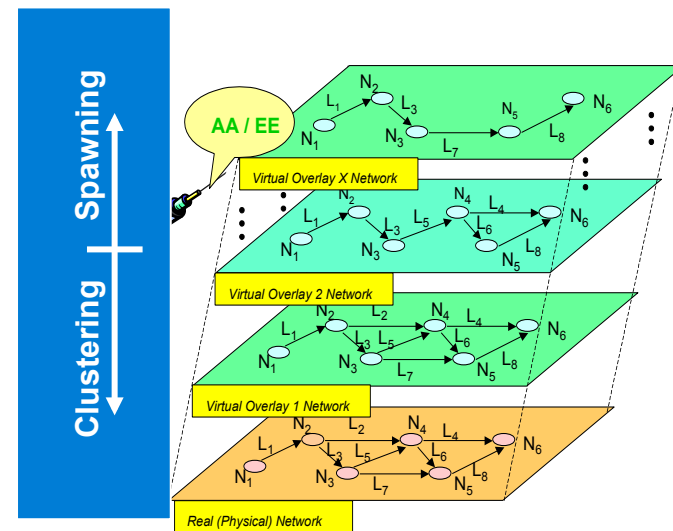 Spawning
Clustering
AA / EE
N2
L1
L3
N1
N3
L7
N5
L8
N6
Virtual Overlay X Network
N2
L1
L3
N1
N3
L5
N4
L4
L6
N5
L8
N6
Virtual Overlay 2 Network
N2
L2
L1
L3
N1
N3
L5
N4
L4
L6
L7
N5
L8
N6
Virtual Overlay 1 Network
N2
L2
L1
L3
N1
N3
L5
N4
L4
L6
L7
N5
L8
N6
Real (Physical) Network